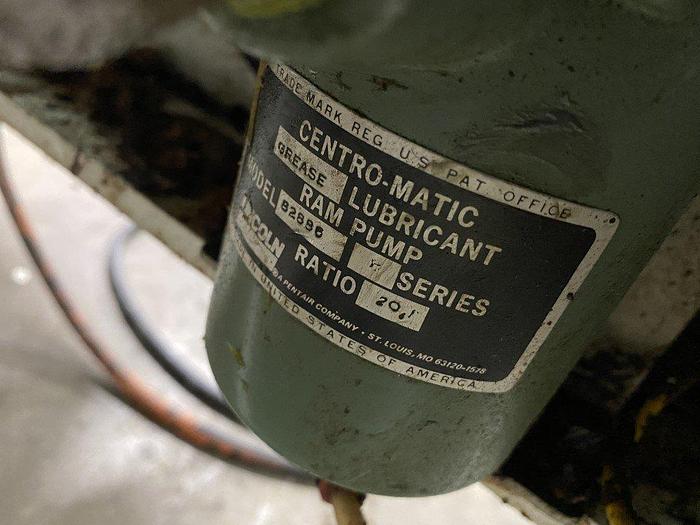 TRADE MARK REG U.S. PAT. OFFICE
CENTRO-MATIC
GREASE LUBRICANT
RAM PUMP
MODEL 82896 SERIES
LINCOLN RATIO 20:1
A PENTAIR COMPANY • ST. LOUIS, MO 63120-1578
IN UNITED STATES OF AMERICA